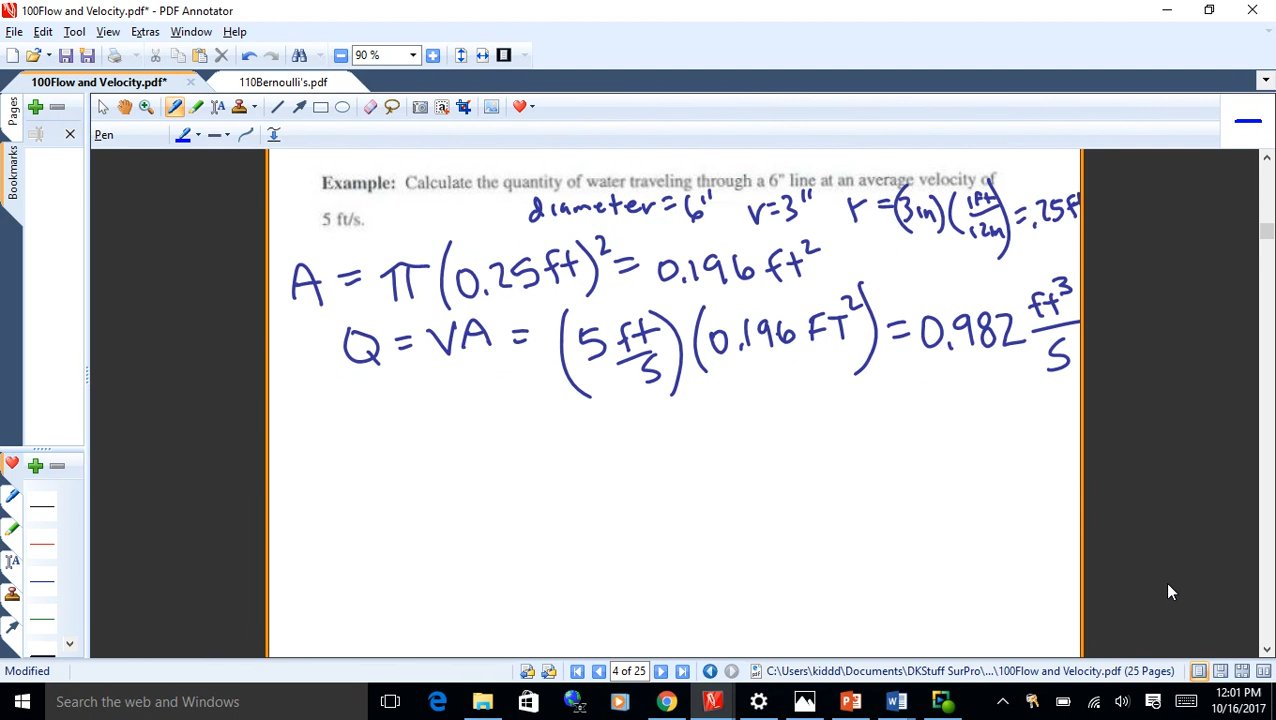 100Flow and Velocity.pdf* - PDF Annotator
File Edit Tool View Extras Window Help
90 %
100Flow and Velocity.pdf* 110Bernoulli's.pdf
Pen
Pages
Bookmarks
Example: Calculate the quantity of water traveling through a 6" line at an average velocity of
5 ft/s.
diameter = 6" r=3" r = (3in)(1ft/12in) = .25ft
A = π(0.25ft)² = 0.196 ft²
Q = VA = (5 ft/s)(0.196 FT²) = 0.982 ft³/s
Modified
4 of 25
C:\Users\kiddd\Documents\DKStuff SurPro\...\100Flow and Velocity.pdf (25 Pages)
Search the web and Windows
12:01 PM
10/16/2017